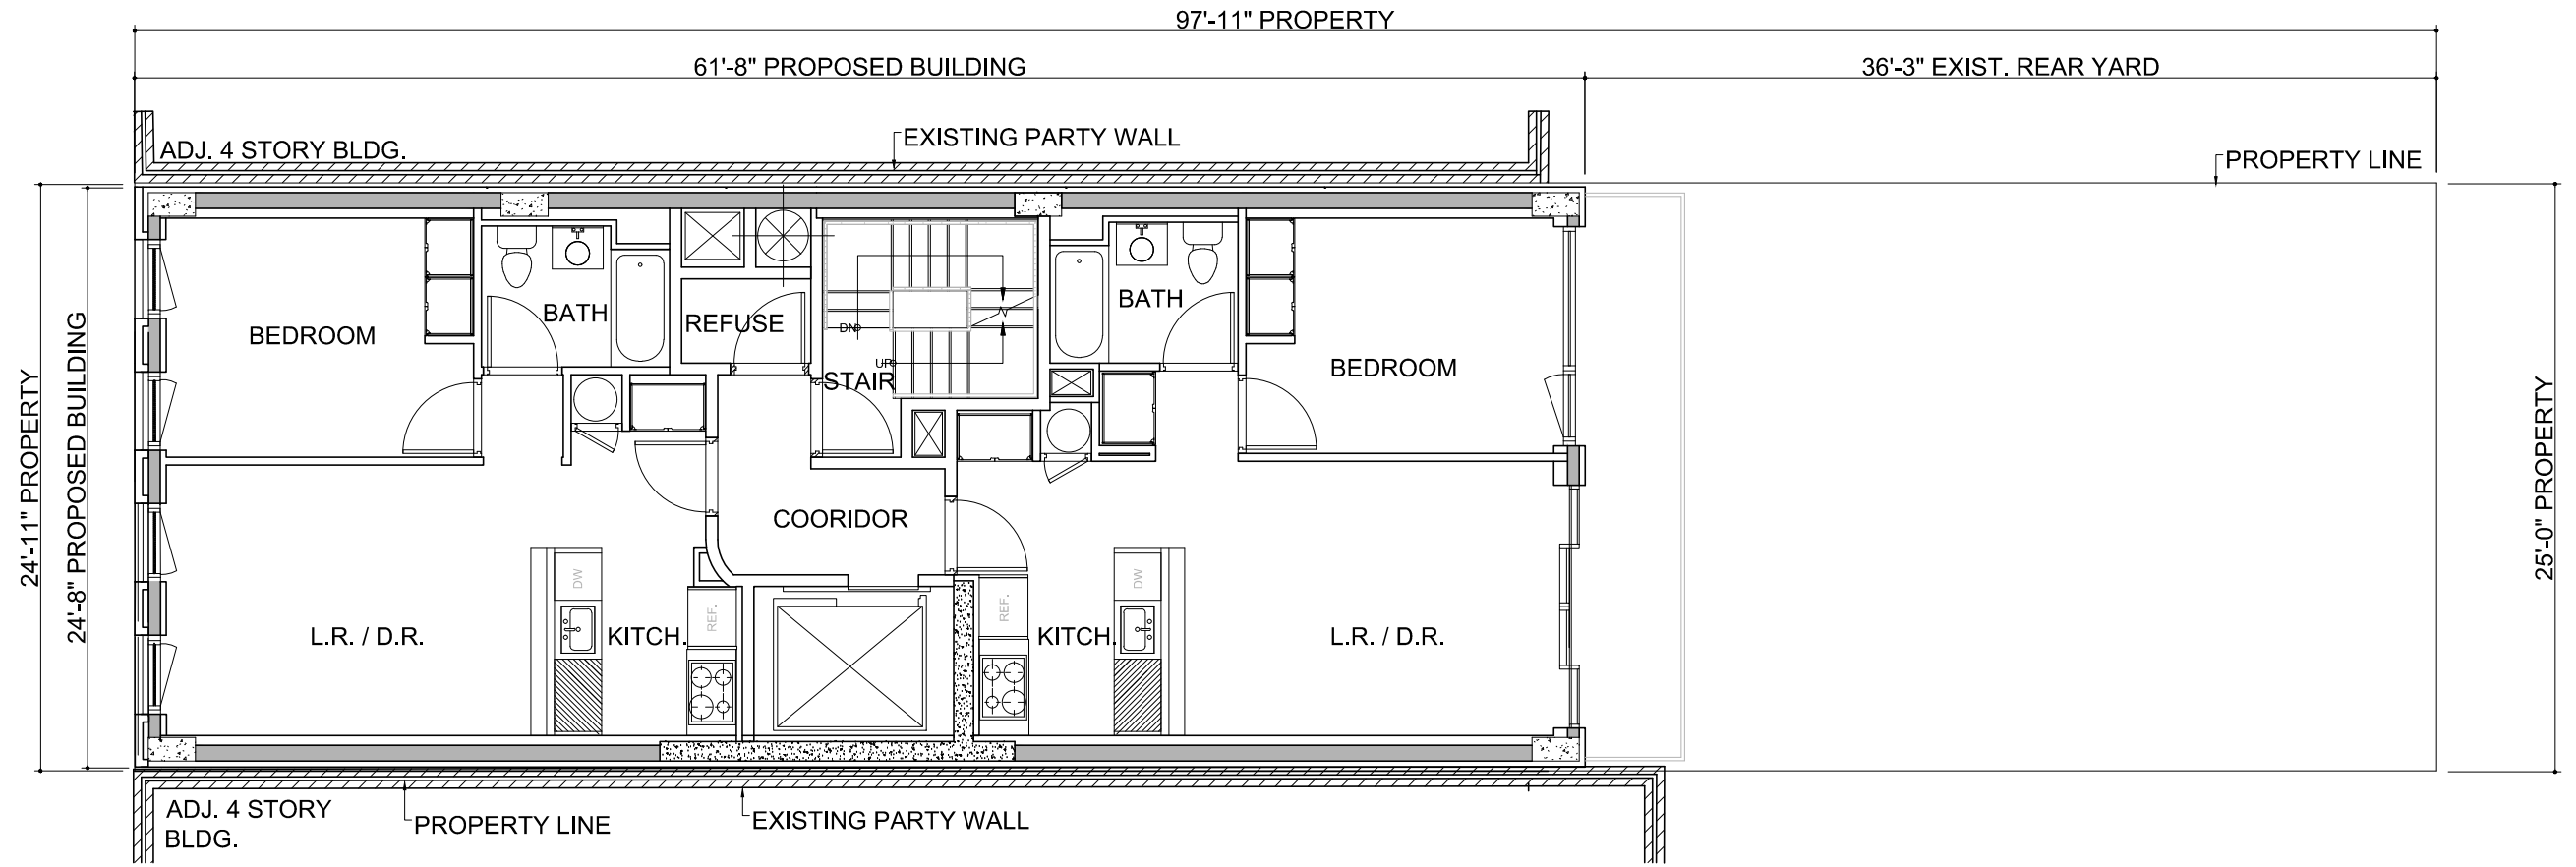 97'-11" PROPERTY
61'-8" PROPOSED BUILDING
36'-3" EXIST. REAR YARD
EXISTING PARTY WALL
ADJ. 4 STORY BLDG.
PROPERTY LINE
24'-11" PROPERTY
24'-8" PROPOSED BUILDING
BEDROOM
BATH
REFUSE
DN
UP
STAIR
BATH
BEDROOM
25'-0" PROPERTY
COORIDOR
DW
REF.
L.R. / D.R.
KITCH.
REF.
DW
KITCH.
L.R. / D.R.
ADJ. 4 STORY
BLDG.
PROPERTY LINE
EXISTING PARTY WALL